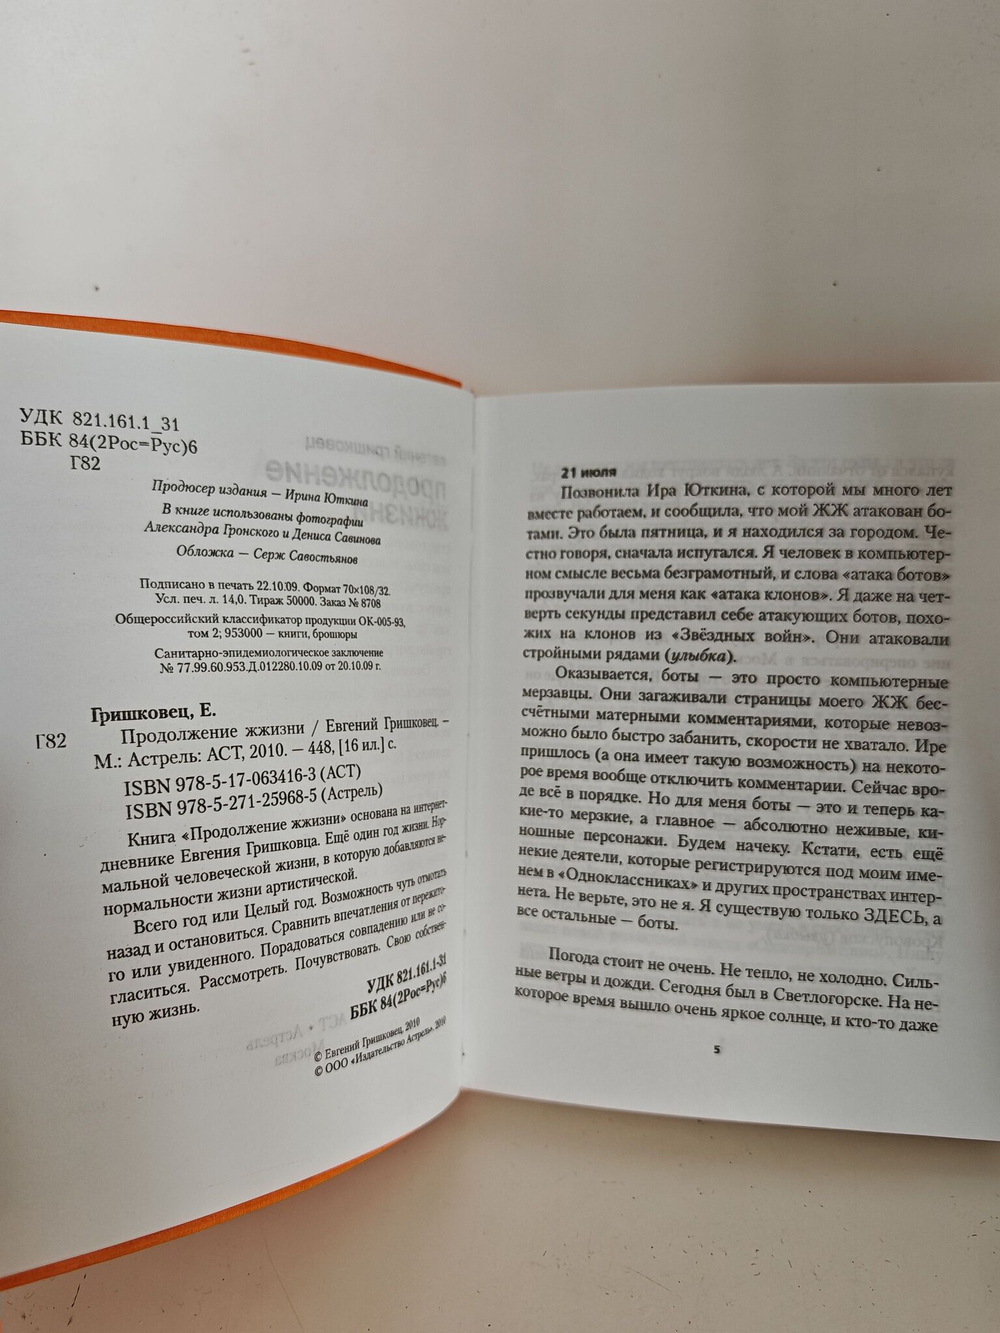 УДК 821.161.1_31
ББК 84(2Рос=Рус)6
Г82
Продюсер издания — Ирина Юткина
В книге использованы фотографии
Александра Гронского и Дениса Савинова
Обложка — Серж Савостьянов
Подписано в печать 22.10.09. Формат 70×108/32.
Усл. печ. л. 14,0. Тираж 50000. Заказ № 8708
Общероссийский классификатор продукции ОК-005-93,
том 2; 953000 — книги, брошюры
Санитарно-эпидемиологическое заключение
№ 77.99.60.953.Д.012280.10.09 от 20.10.09 г.
Гришковец, Е.
Г82 Продолжение жжизни / Евгений Гришковец. –
М.: Астрель: АСТ, 2010. – 448, [16 ил.] с.
ISBN 978-5-17-063416-3 (АСТ)
ISBN 978-5-271-25968-5 (Астрель)
Книга «Продолжение жжизни» основана на интернет-
дневнике Евгения Гришковца. Ещё один год жизни. Нор-
мальной человеческой жизни, в которую добавляются не-
нормальности жизни артистической.
Всего год или Целый год. Возможность чуть отмотать
назад и остановиться. Сравнить впечатления от пережито-
го или увиденного. Порадоваться совпадению или не со-
гласиться. Рассмотреть. Почувствовать. Свою собствен-
ную жизнь.
УДК 821.161.1-31
ББК 84(2Рос=Рус)6
© Евгений Гришковец, 2010
© ООО «Издательство Астрель», 2010
21 июля
Позвонила Ира Юткина, с которой мы много лет
вместе работаем, и сообщила, что мой ЖЖ атакован бо-
тами. Это была пятница, и я находился за городом. Че-
стно говоря, сначала испугался. Я человек в компьютер-
ном смысле весьма безграмотный, и слова «атака ботов»
прозвучали для меня как «атака клонов». Я даже на чет-
верть секунды представил себе атакующих ботов, похо-
жих на клонов из «Звёздных войн». Они атаковали
стройными рядами (улыбка).
Оказывается, боты — это просто компьютерные
мерзавцы. Они загаживали страницы моего ЖЖ бес-
счётными матерными комментариями, которые невоз-
можно было быстро забанить, скорости не хватало. Ире
пришлось (а она имеет такую возможность) на некото-
рое время вообще отключить комментарии. Сейчас вро-
де всё в порядке. Но для меня боты — это и теперь ка-
кие-то мерзкие, а главное — абсолютно неживые, ки-
ношные персонажи. Будем начеку. Кстати, есть ещё
некие деятели, которые регистрируются под моим име-
нем в «Одноклассниках» и других пространствах интер-
нета. Не верьте, это не я. Я существую только ЗДЕСЬ, а
все остальные — боты.
Погода стоит не очень. Не тепло, не холодно. Силь-
ные ветры и дожди. Сегодня был в Светлогорске. На не-
которое время вышло очень яркое солнце, и кто-то даже
5